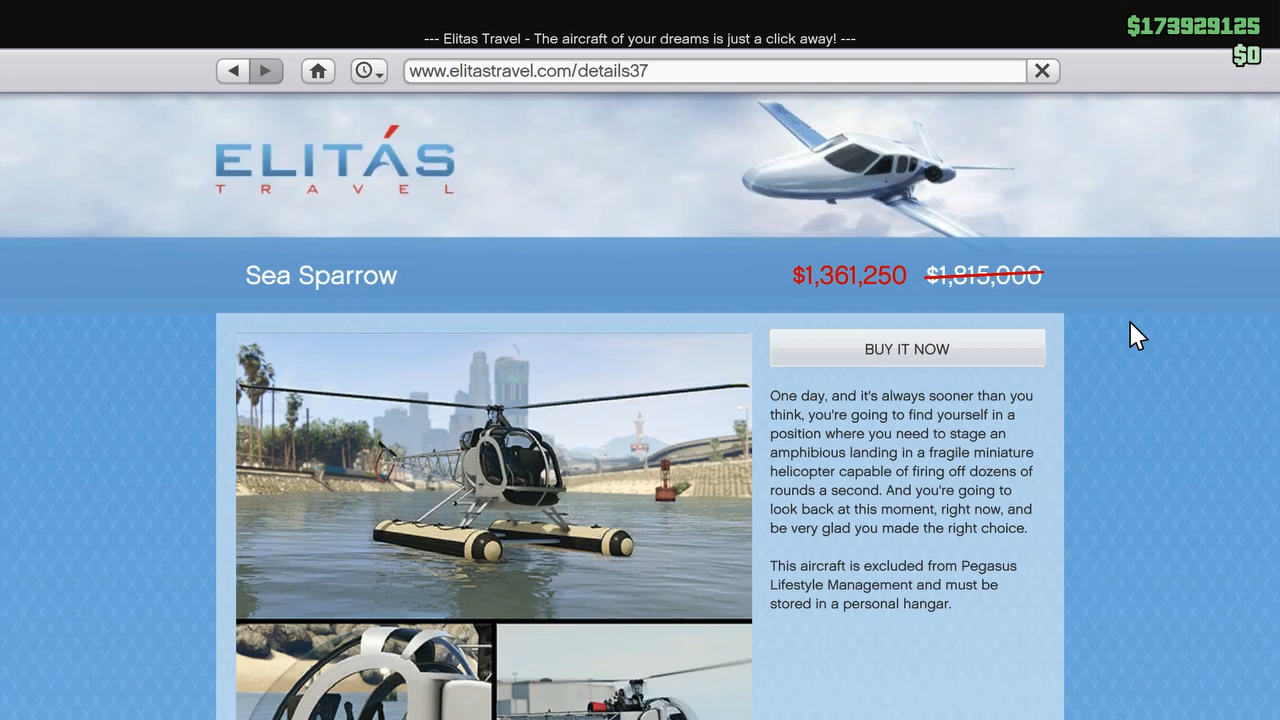 $173929125
--- Elitas Travel - The aircraft of your dreams is just a click away! ---
$0
www.elitastravel.com/details37
ELITÁS
TRAVEL
Sea Sparrow
$1,361,250 $1,815,000
BUY IT NOW
One day, and it's always sooner than you
think, you're going to find yourself in a
position where you need to stage an
amphibious landing in a fragile miniature
helicopter capable of firing off dozens of
rounds a second. And you're going to
look back at this moment, right now, and
be very glad you made the right choice.
This aircraft is excluded from Pegasus
Lifestyle Management and must be
stored in a personal hangar.